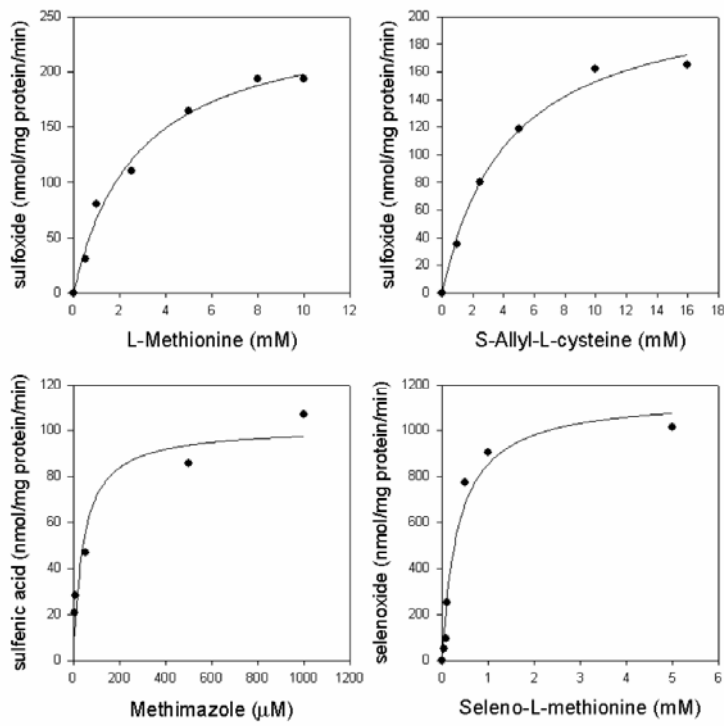 sulfoxide (nmol/mg protein/min)
250
200
150
100
50
0
0 2 4 6 8 10 12
L-Methionine (mM)
sulfoxide (nmol/mg protein/min)
200
180
160
140
120
100
80
60
40
20
0
0 2 4 6 8 10 12 14 16 18
S-Allyl-L-cysteine (mM)
sulfenic acid (nmol/mg protein/min)
120
100
80
60
40
20
0
0 200 400 600 800 1000 1200
Methimazole (μM)
selenoxide (nmol/mg protein/min)
1200
1000
800
600
400
200
0
0 1 2 3 4 5 6
Seleno-L-methionine (mM)